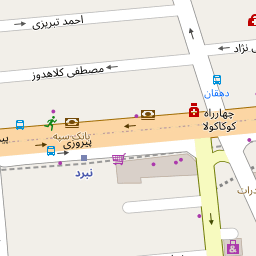 احمد تبریزی
نژاد
مصطفی کلاهدوز
دهقان
چهارراه
کوکاکولا
بانک سپه
پیروزی
نبرد